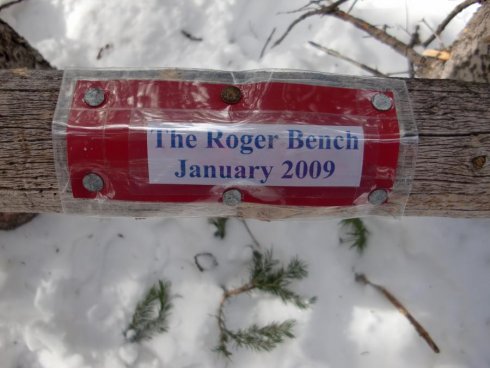 The Roger Bench
January 2009